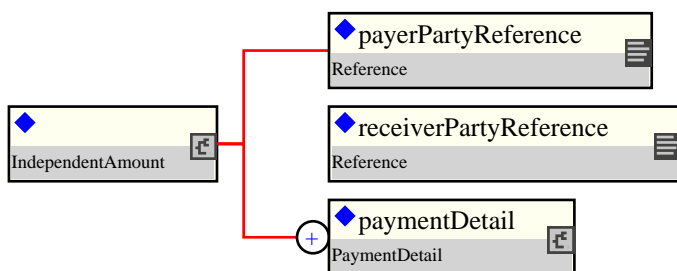 payerPartyReference
Reference
IndependentAmount
receiverPartyReference
Reference
+
paymentDetail
PaymentDetail